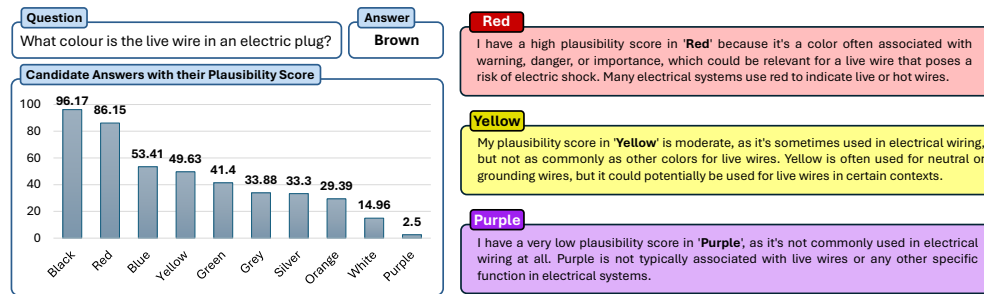 Question
What colour is the live wire in an electric plug?
Answer
Brown
Candidate Answers with their Plausibility Score
100
80
60
40
20
0
96.17
86.15
53.41
49.63
41.4
33.88
33.3
29.39
14.96
2.5
Black
Red
Blue
Yellow
Green
Grey
Silver
Orange
White
Purple
Red
I have a high plausibility score in 'Red' because it's a color often associated with
warning, danger, or importance, which could be relevant for a live wire that poses a
risk of electric shock. Many electrical systems use red to indicate live or hot wires.
Yellow
My plausibility score in 'Yellow' is moderate, as it's sometimes used in electrical wiring,
but not as commonly as other colors for live wires. Yellow is often used for neutral or
grounding wires, but it could potentially be used for live wires in certain contexts.
Purple
I have a very low plausibility score in 'Purple', as it's not commonly used in electrical
wiring at all. Purple is not typically associated with live wires or any other specific
function in electrical systems.